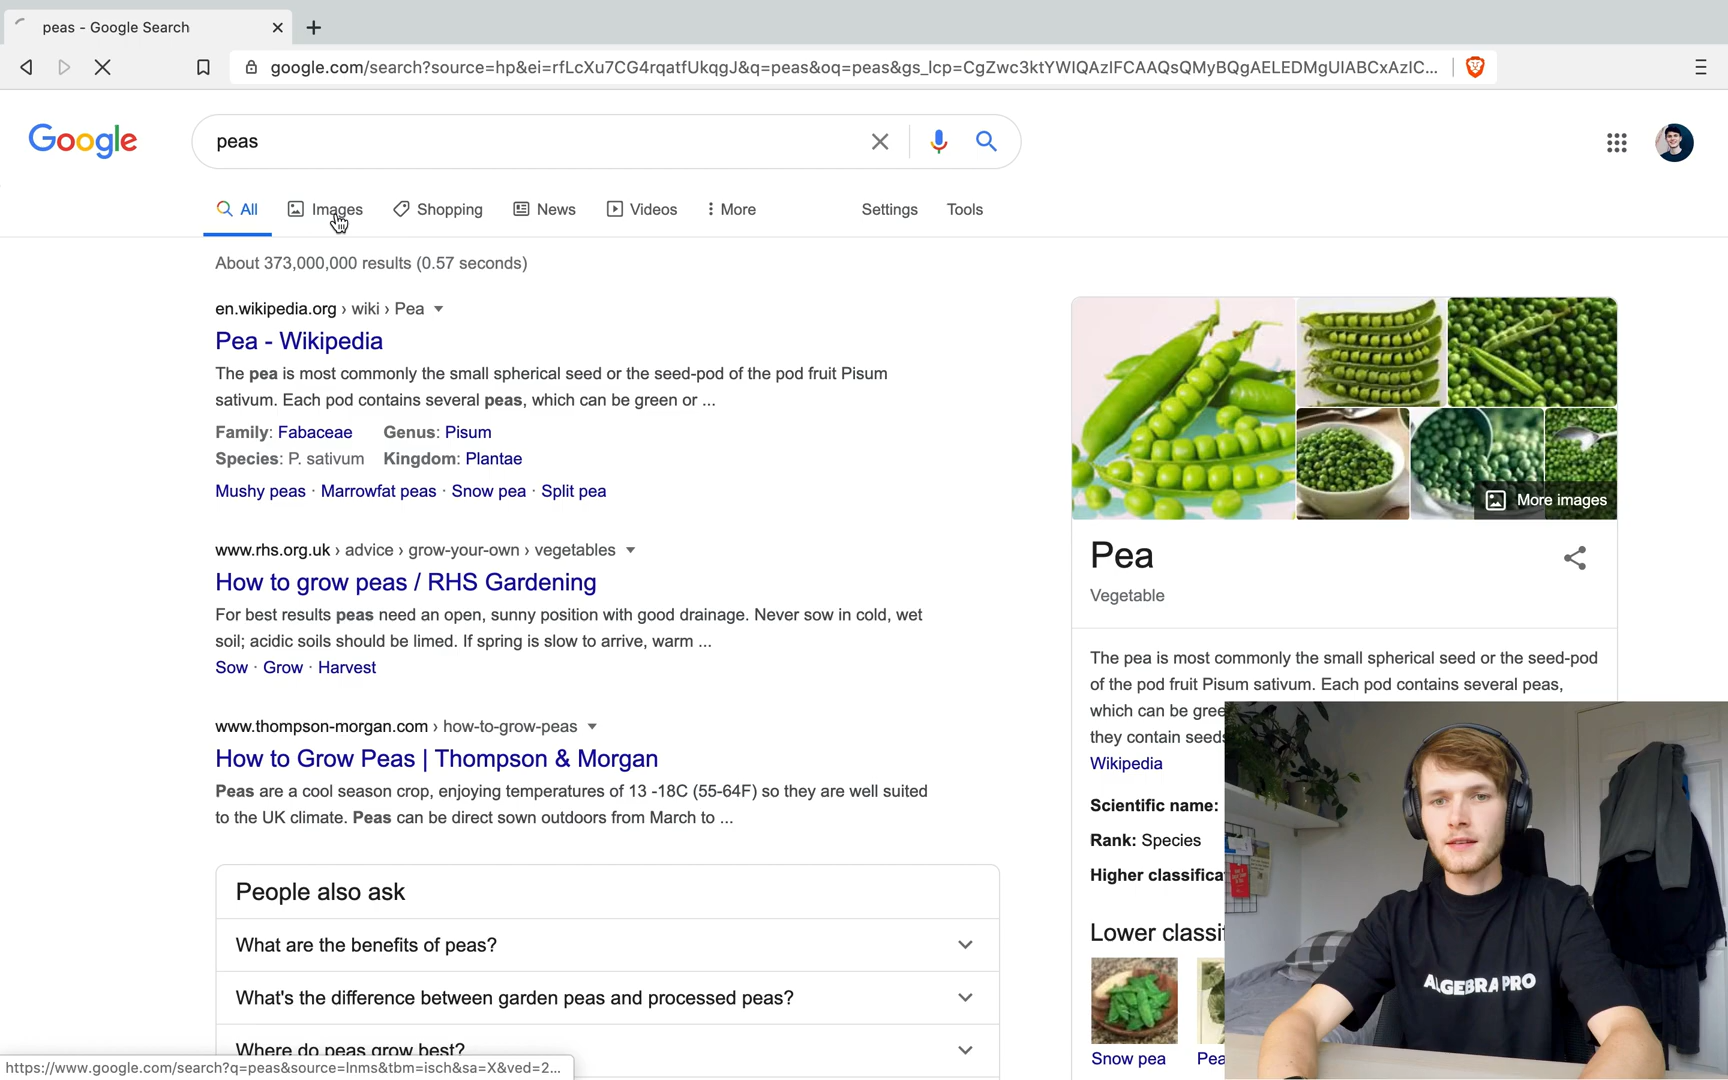 peas - Google Search
google.com/search?source=hp&ei=rfLcXu7CG4rqatfUkqgJ&q=peas&oq=peas&gs_lcp=CgZwc3ktYWIQAzIFCAAQsQMyBQgAELEDMgUIABCxAzIC...
Google
peas
All Images Shopping News Videos More Settings Tools
About 373,000,000 results (0.57 seconds)
en.wikipedia.org › wiki › Pea
Pea - Wikipedia
The pea is most commonly the small spherical seed or the seed-pod of the pod fruit Pisum
sativum. Each pod contains several peas, which can be green or ...
Family: Fabaceae Genus: Pisum
Species: P. sativum Kingdom: Plantae
Mushy peas · Marrowfat peas · Snow pea · Split pea
www.rhs.org.uk › advice › grow-your-own › vegetables
How to grow peas / RHS Gardening
For best results peas need an open, sunny position with good drainage. Never sow in cold, wet
soil; acidic soils should be limed. If spring is slow to arrive, warm ...
Sow · Grow · Harvest
www.thompson-morgan.com › how-to-grow-peas
How to Grow Peas | Thompson & Morgan
Peas are a cool season crop, enjoying temperatures of 13 -18C (55-64F) so they are well suited
to the UK climate. Peas can be direct sown outdoors from March to ...
People also ask
What are the benefits of peas?
What's the difference between garden peas and processed peas?
Where do peas grow best?
https://www.google.com/search?q=peas&source=lnms&tbm=isch&sa=X&ved=2...
More images
Pea
Vegetable
The pea is most commonly the small spherical seed or the seed-pod
of the pod fruit Pisum sativum. Each pod contains several peas,
which can be gree
they contain seeds
Wikipedia
Scientific name:
Rank: Species
Higher classifica
Lower classif
Snow pea Pea
ALGEBRA PRO